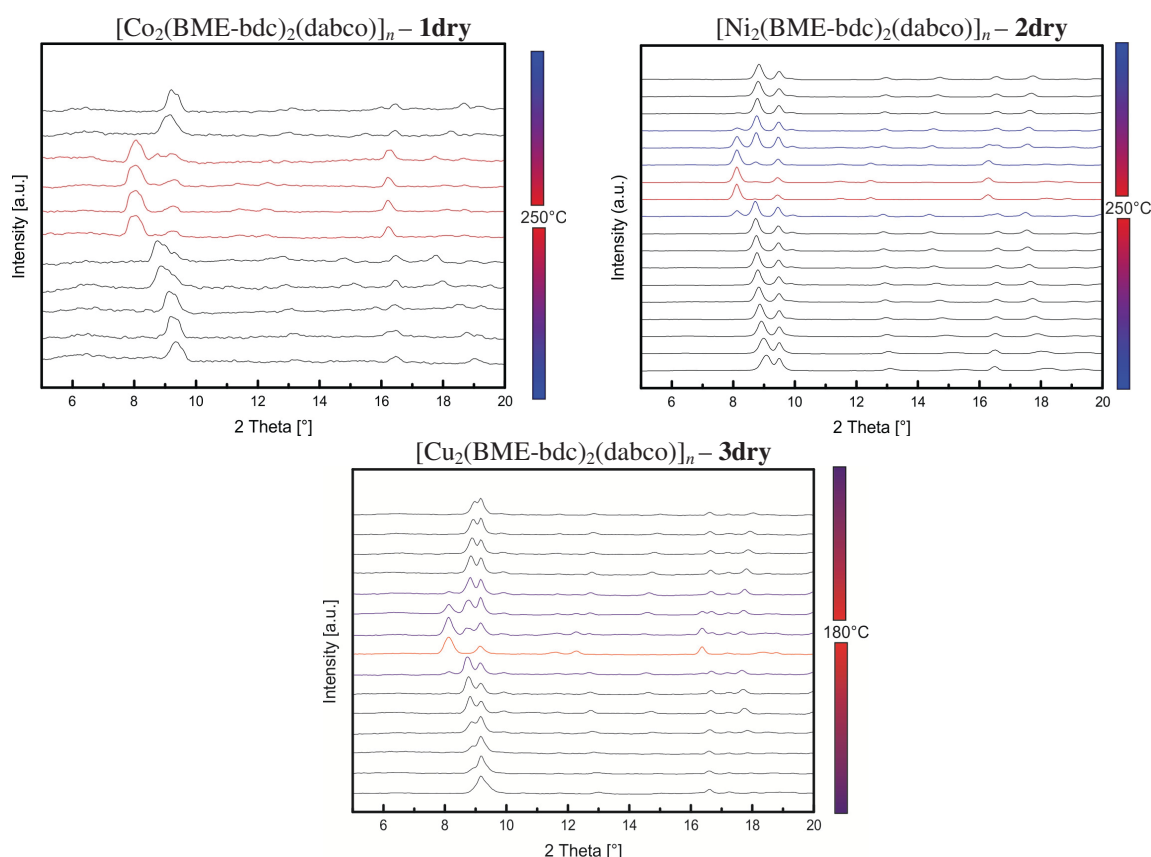 [Co₂(BME-bdc)₂(dabco)]ₙ – 1dry
Intensity [a.u.]
6 8 10 12 14 16 18 20
2 Theta [°]
250°C
[Ni₂(BME-bdc)₂(dabco)]ₙ – 2dry
Intensity (a.u.)
6 8 10 12 14 16 18 20
2 Theta [°]
250°C
[Cu₂(BME-bdc)₂(dabco)]ₙ – 3dry
Intensity [a.u.]
6 8 10 12 14 16 18 20
2 Theta [°]
180°C